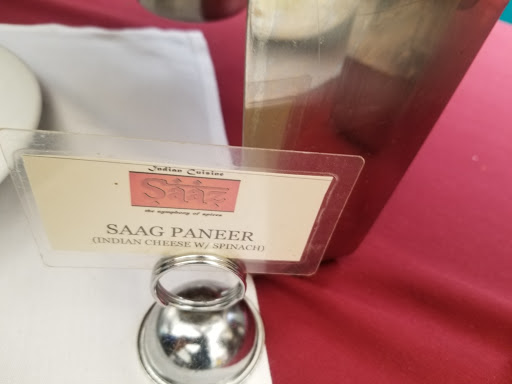 Indian Cuisine
Saaz
the symphony of spices
SAAG PANEER
(INDIAN CHEESE W/ SPINACH)